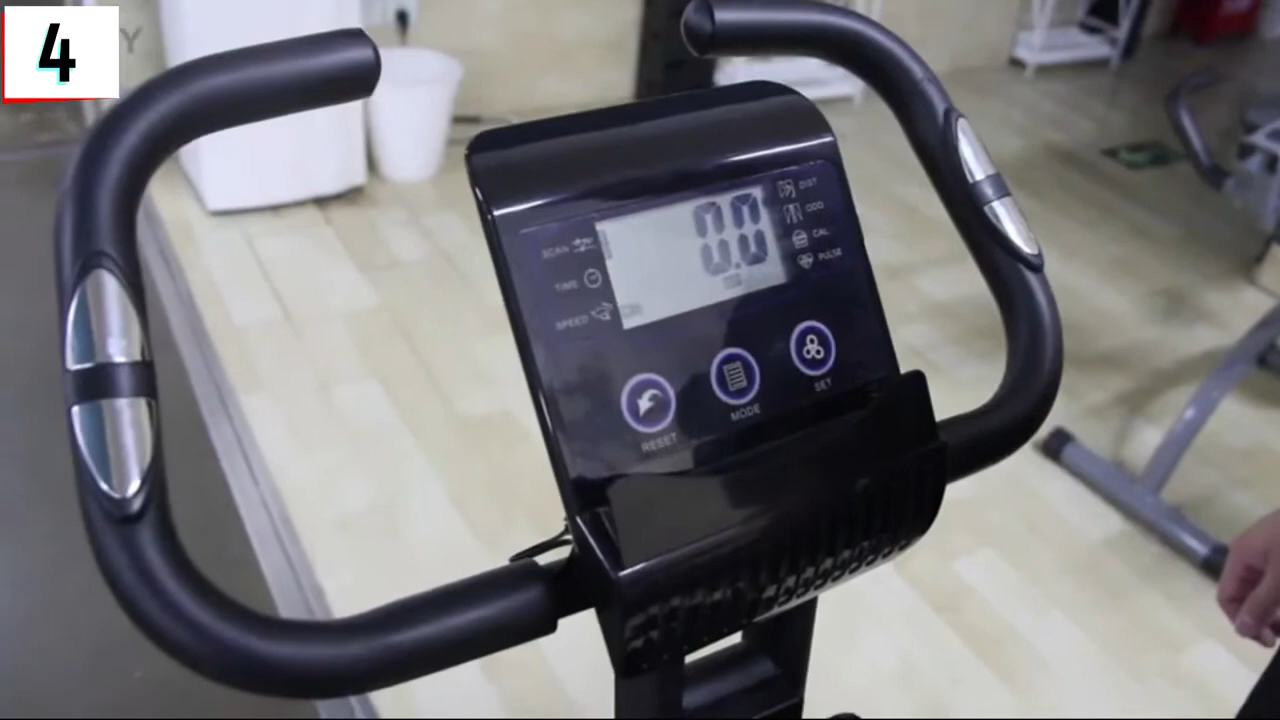 4
Y
SCAN
TIME
SPEED
0.0
DIST
ODO
CAL
PULSE
RESET
MODE
SET